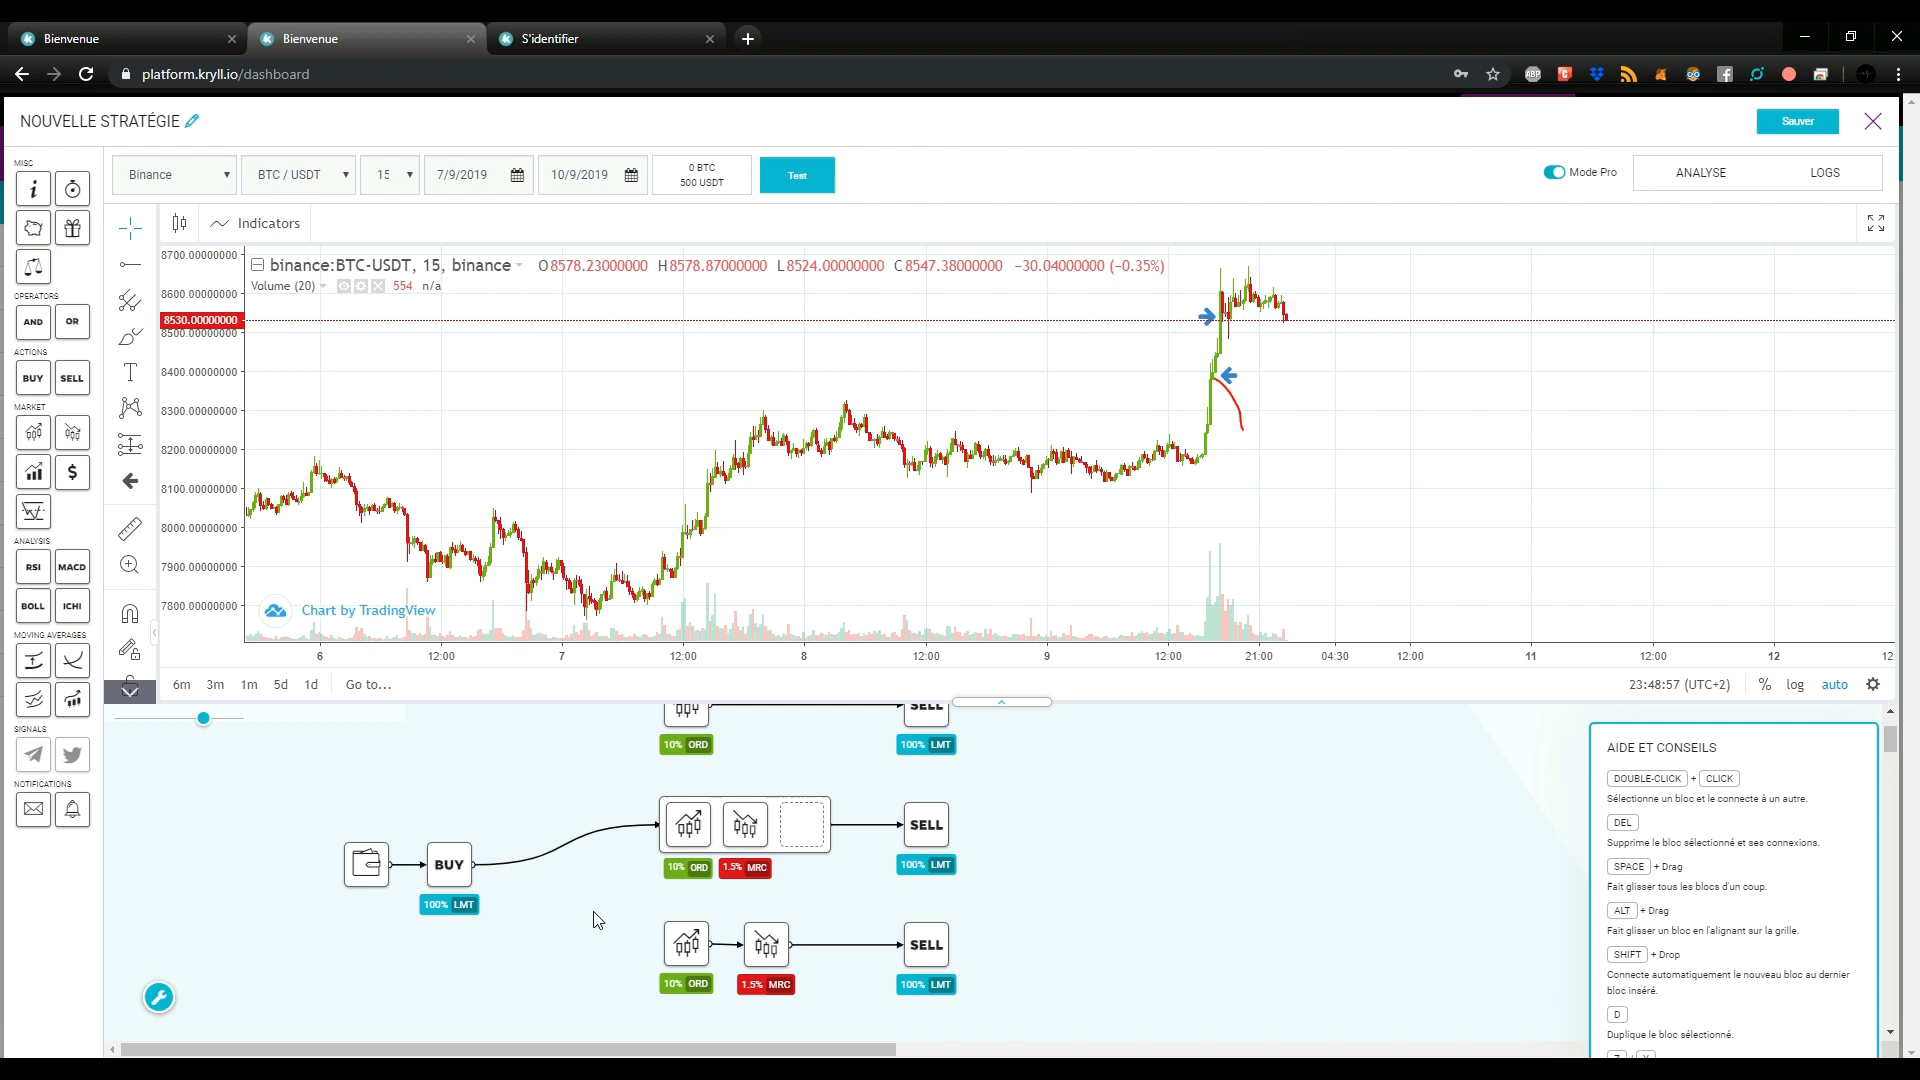 Bienvenue
Bienvenue
S'identifier
platform.kryll.io/dashboard
ABP
NOUVELLE STRATÉGIE
Sauver
MISC
Binance
BTC / USDT
15
7/9/2019
10/9/2019
0 BTC
500 USDT
Test
Mode Pro
ANALYSE
LOGS
Indicators
OPERATORS
AND
OR
ACTIONS
BUY
SELL
MARKET
ANALYSIS
RSI
MACD
BOLL
ICHI
MOVING AVERAGES
SIGNALS
NOTIFICATIONS
binance:BTC-USDT, 15, binance
O8578.23000000 H8578.87000000 L8524.00000000 C8547.38000000 -30.04000000 (-0.35%)
Volume (20)
554 n/a
8700.00000000
8600.00000000
8530.00000000
8500.00000000
8400.00000000
8300.00000000
8200.00000000
8100.00000000
8000.00000000
7900.00000000
7800.00000000
Chart by TradingView
6
12:00
7
12:00
8
12:00
9
12:00
21:00
04:30
12:00
11
12:00
12
12:
6m
3m
1m
5d
1d
Go to...
23:48:57 (UTC+2)
%
log
auto
SELL
10% ORD
100% LMT
SELL
10% ORD
1.5% MRC
100% LMT
BUY
100% LMT
SELL
10% ORD
1.5% MRC
100% LMT
AIDE ET CONSEILS
DOUBLE-CLICK + CLICK
Sélectionne un bloc et le connecte à un autre.
DEL
Supprime le bloc sélectionné et ses connexions.
SPACE + Drag
Fait glisser tous les blocs d'un coup.
ALT + Drag
Fait glisser un bloc en l'alignant sur la grille.
SHIFT + Drop
Connecte automatiquement le nouveau bloc au dernier
bloc inséré.
D
Duplique le bloc sélectionné.